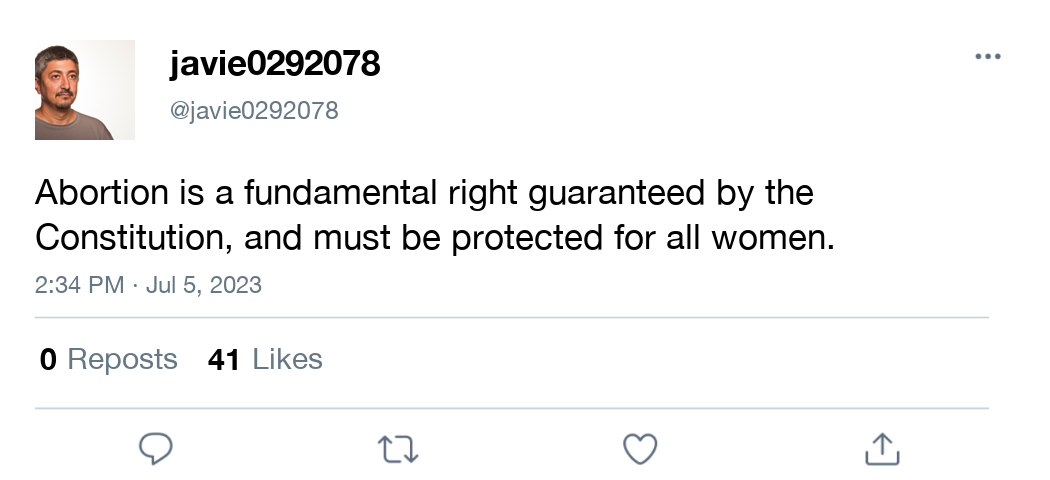 javie0292078
@javie0292078
Abortion is a fundamental right guaranteed by the
Constitution, and must be protected for all women.
2:34 PM · Jul 5, 2023
0 Reposts 41 Likes